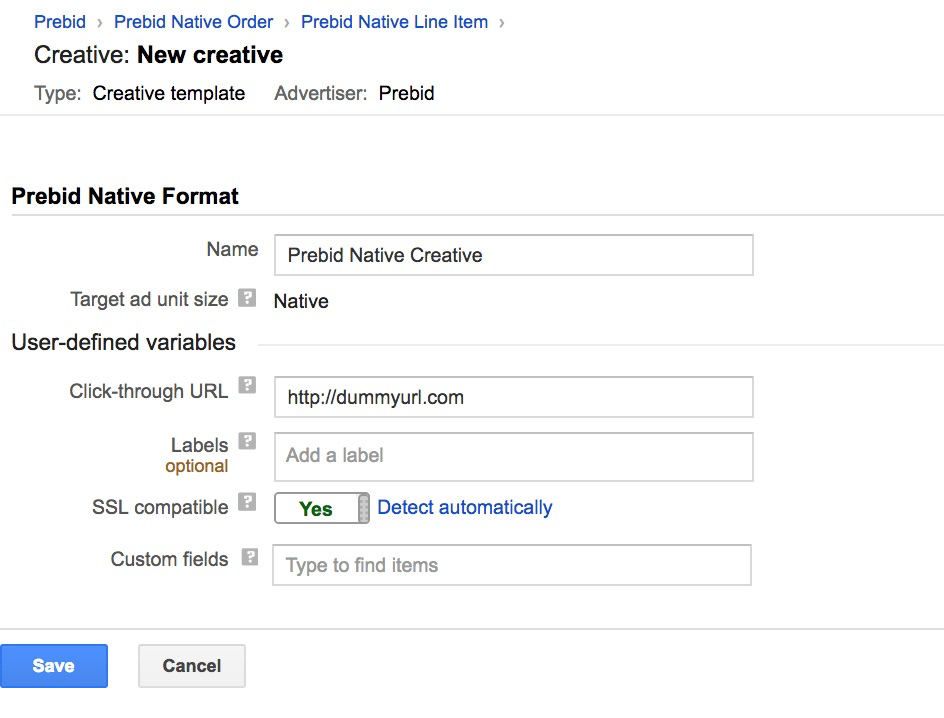 Prebid › Prebid Native Order › Prebid Native Line Item ›
Creative: New creative
Type: Creative template Advertiser: Prebid
Prebid Native Format
Name Prebid Native Creative
Target ad unit size ? Native
User-defined variables
Click-through URL ? http://dummyurl.com
Labels ? Add a label
optional
SSL compatible ? Yes Detect automatically
Custom fields ? Type to find items
Save Cancel